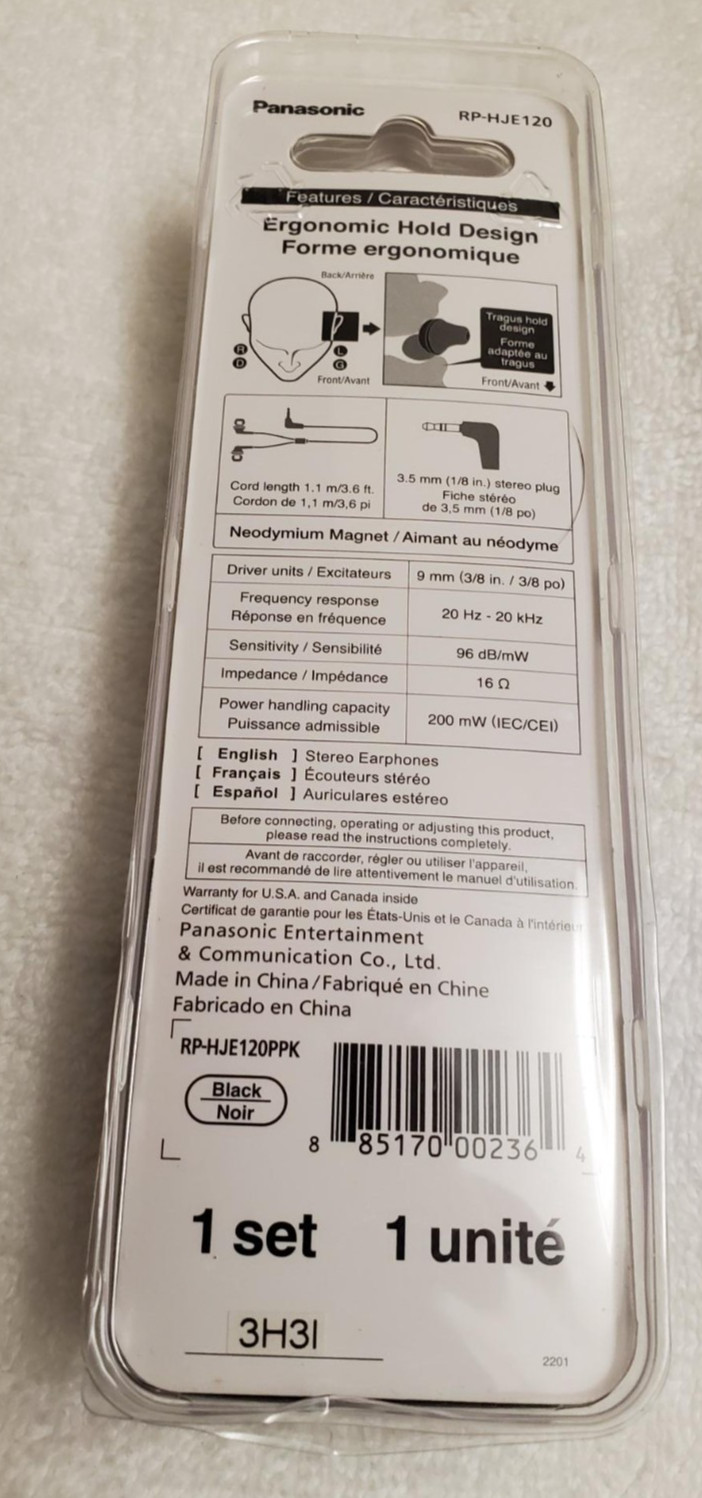 Panasonic RP-HJE120
Features / Caractéristiques
Ergonomic Hold Design
Forme ergonomique
Back/Arrière
R
D
L
G
Front/Avant
Tragus hold
design
Forme
adaptée au
tragus
Front/Avant
Cord length 1.1 m/3.6 ft.
Cordon de 1,1 m/3,6 pi
3.5 mm (1/8 in.) stereo plug
Fiche stéréo
de 3,5 mm (1/8 po)
Neodymium Magnet / Aimant au néodyme
Driver units / Excitateurs 9 mm (3/8 in. / 3/8 po)
Frequency response
Réponse en fréquence 20 Hz - 20 kHz
Sensitivity / Sensibilité 96 dB/mW
Impedance / Impédance 16 Ω
Power handling capacity
Puissance admissible 200 mW (IEC/CEI)
[ English ] Stereo Earphones
[ Français ] Écouteurs stéréo
[ Español ] Auriculares estéreo
Before connecting, operating or adjusting this product,
please read the instructions completely.
Avant de raccorder, régler ou utiliser l'appareil,
il est recommandé de lire attentivement le manuel d'utilisation.
Warranty for U.S.A. and Canada inside
Certificat de garantie pour les États-Unis et le Canada à l'intérieur
Panasonic Entertainment
& Communication Co., Ltd.
Made in China/Fabriqué en Chine
Fabricado en China
RP-HJE120PPK
Black
Noir
8 85170 00236 4
1 set 1 unité
3H3I
2201